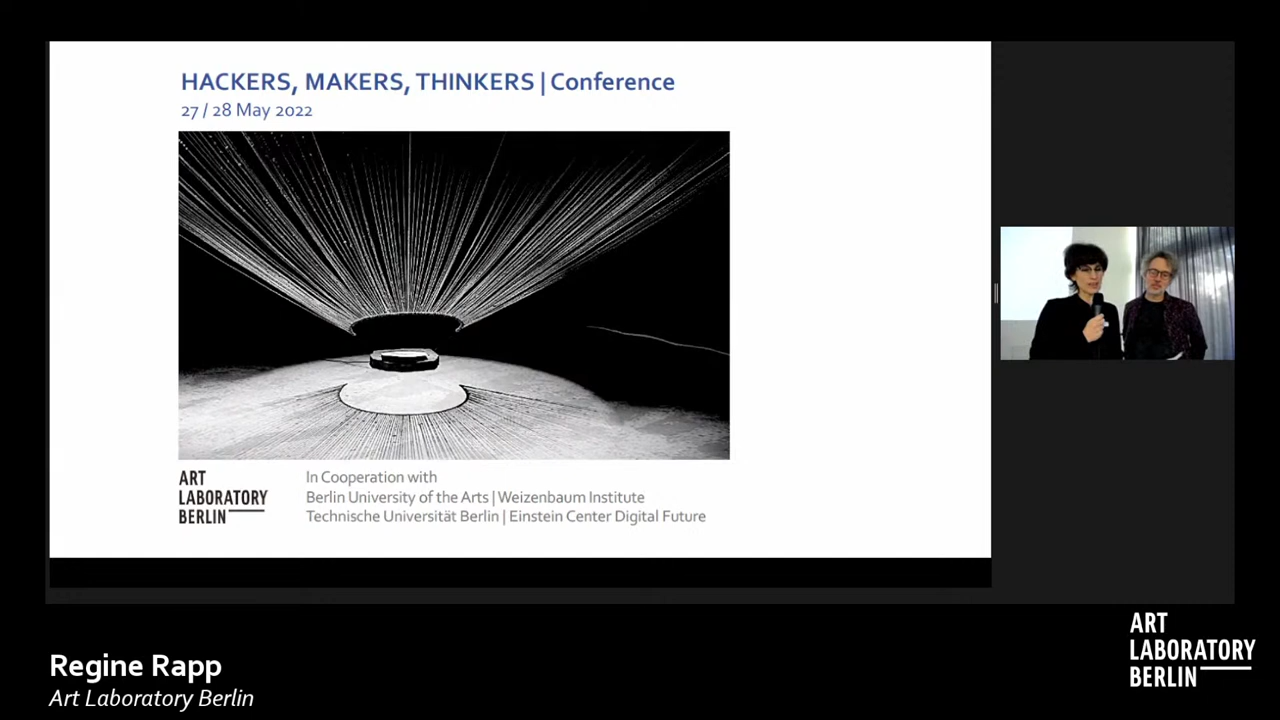 HACKERS, MAKERS, THINKERS | Conference
27 / 28 May 2022
ART
LABORATORY
BERLIN
In Cooperation with
Berlin University of the Arts | Weizenbaum Institute
Technische Universität Berlin | Einstein Center Digital Future
Regine Rapp
Art Laboratory Berlin
ART
LABORATORY
BERLIN